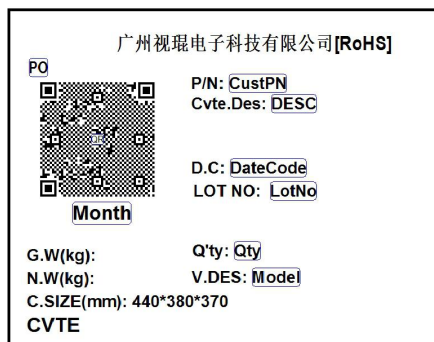 广州视琨电子科技有限公司[RoHS]
PO
P/N: CustPN
Cvte.Des: DESC
QR
D.C: DateCode
LOT NO: LotNo
Month
G.W(kg):
Q'ty: Qty
N.W(kg):
V.DES: Model
C.SIZE(mm): 440*380*370
CVTE